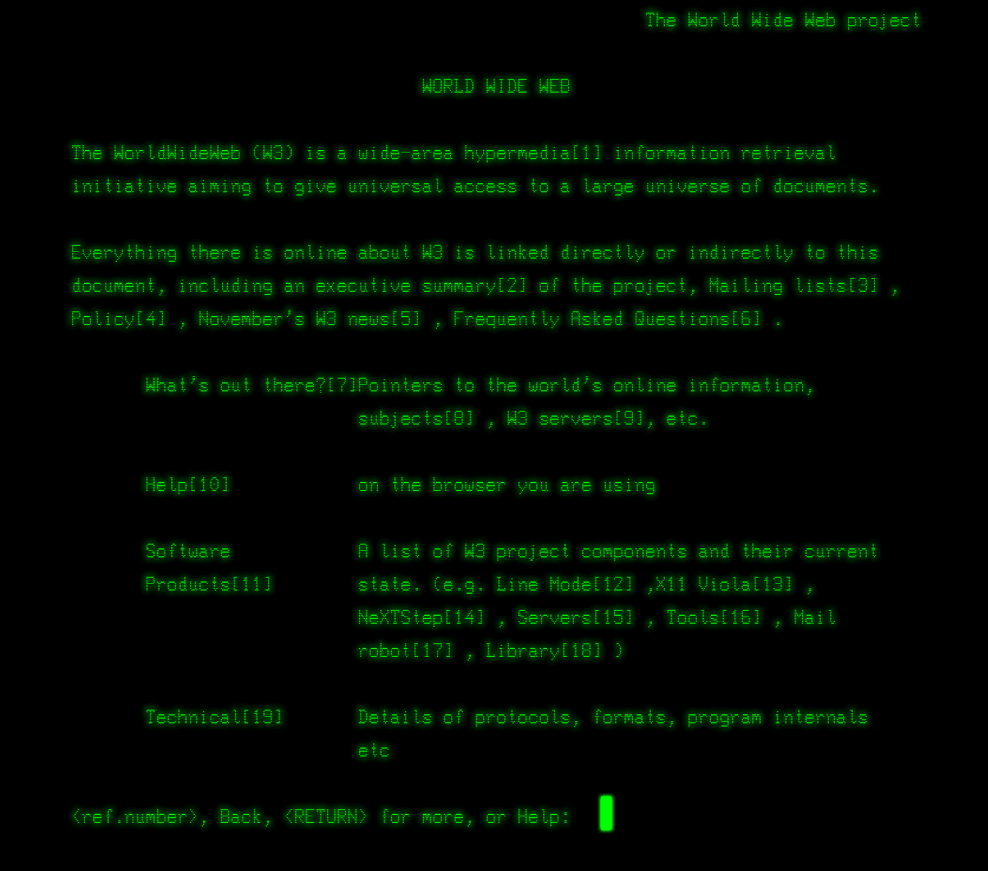 The World Wide Web project
WORLD WIDE WEB
The WorldWideWeb (W3) is a wide-area hypermedia[1] information retrieval
initiative aiming to give universal access to a large universe of documents.
Everything there is online about W3 is linked directly or indirectly to this
document, including an executive summary[2] of the project, Mailing lists[3] ,
Policy[4] , November's W3 news[5] , Frequently Asked Questions[6] .
What's out there?[7]Pointers to the world's online information,
subjects[8] , W3 servers[9], etc.
Help[10] on the browser you are using
Software A list of W3 project components and their current
Products[11] state. (e.g. Line Mode[12] ,X11 Viola[13] ,
NeXTStep[14] , Servers[15] , Tools[16] , Mail
robot[17] , Library[18] )
Technical[19] Details of protocols, formats, program internals
etc
<ref.number>, Back, <RETURN> for more, or Help: